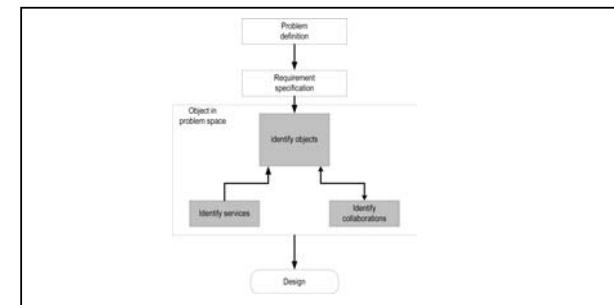 Problem
definition
Requirement
specification
Object in
problem space
identify objects
Identify services
Identify
collaborations
Design